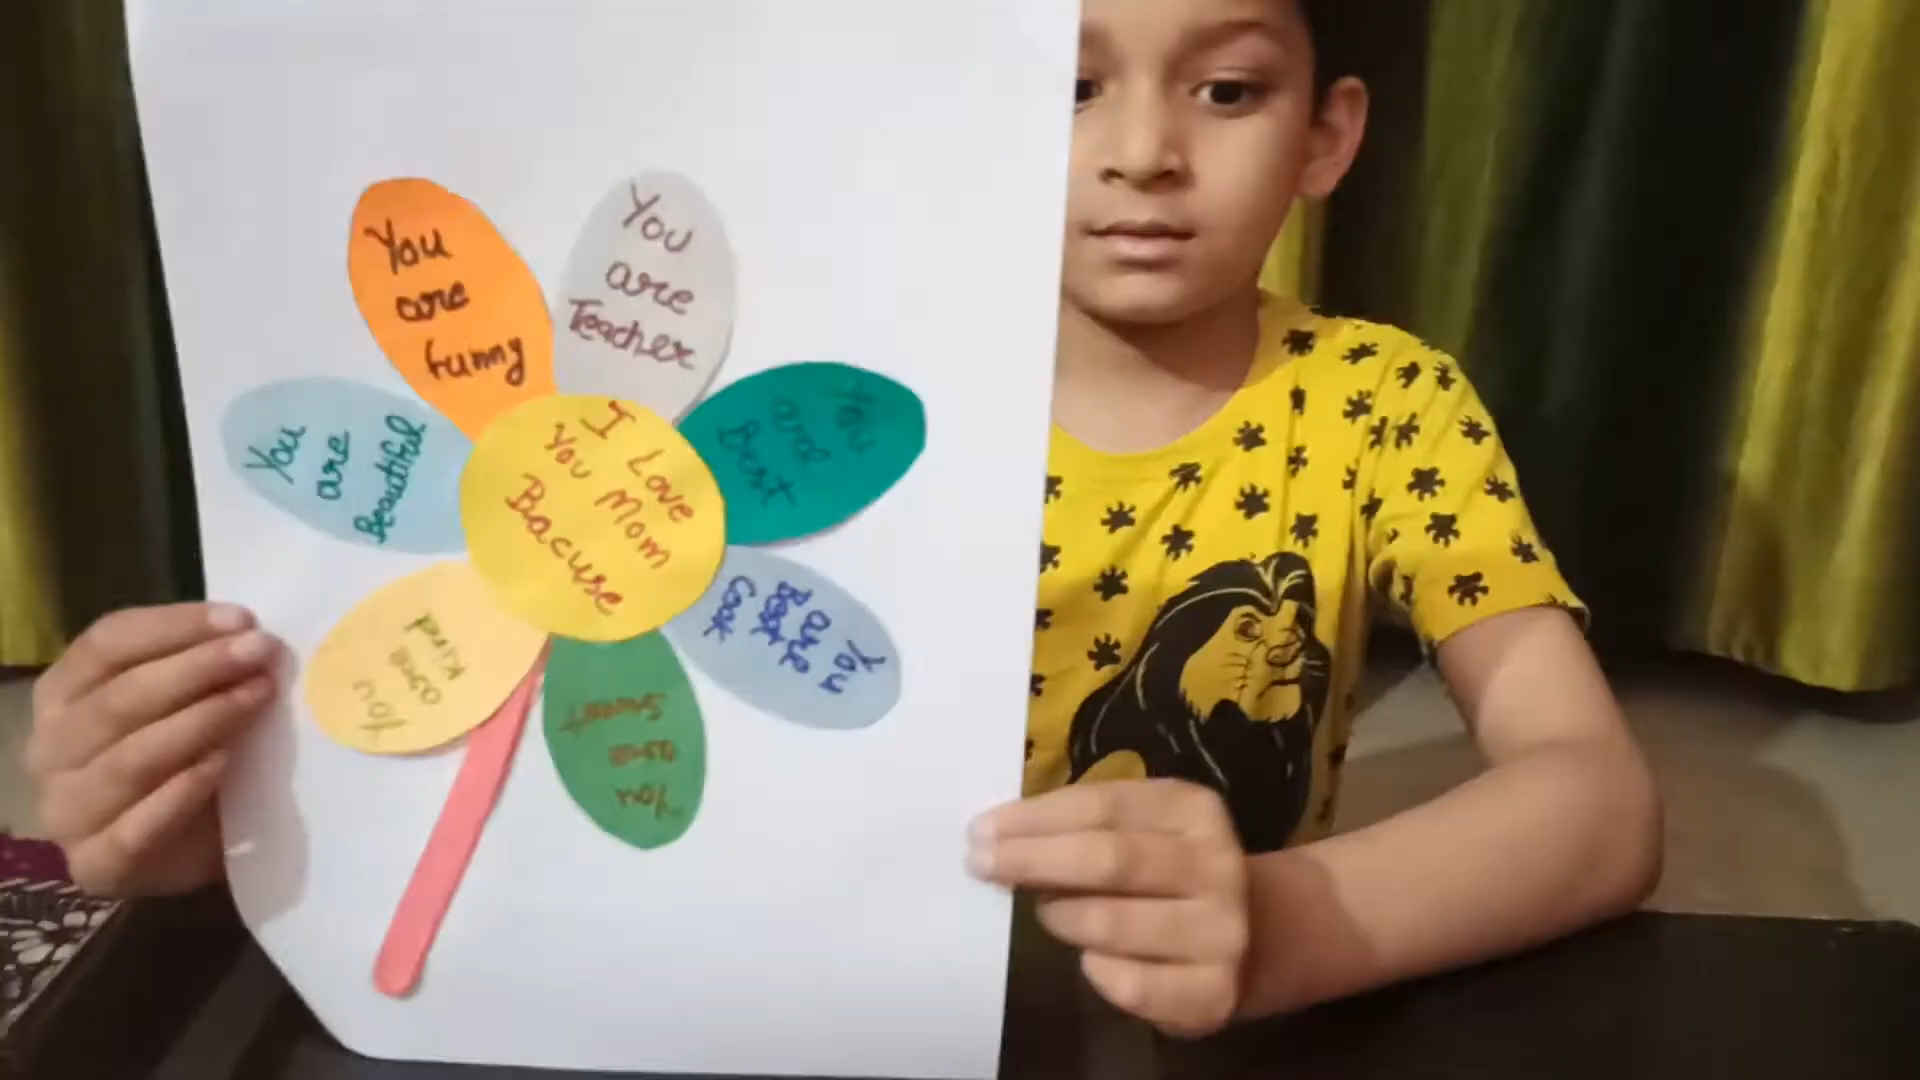 I Love
You Mom
Bacuse
You
are
funny
You
are
Teacher
You
are
Best
You
are
Best
Cook
You
are
Sweet
You
are
Kind
You
are
Beautiful